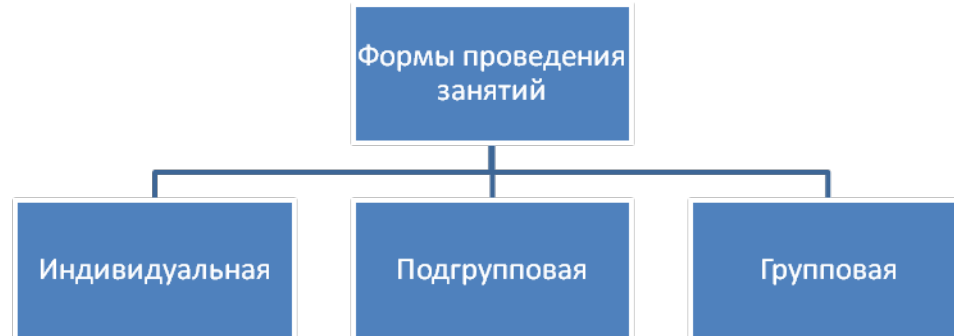 Формы проведения
занятий
Индивидуальная
Подгрупповая
Групповая